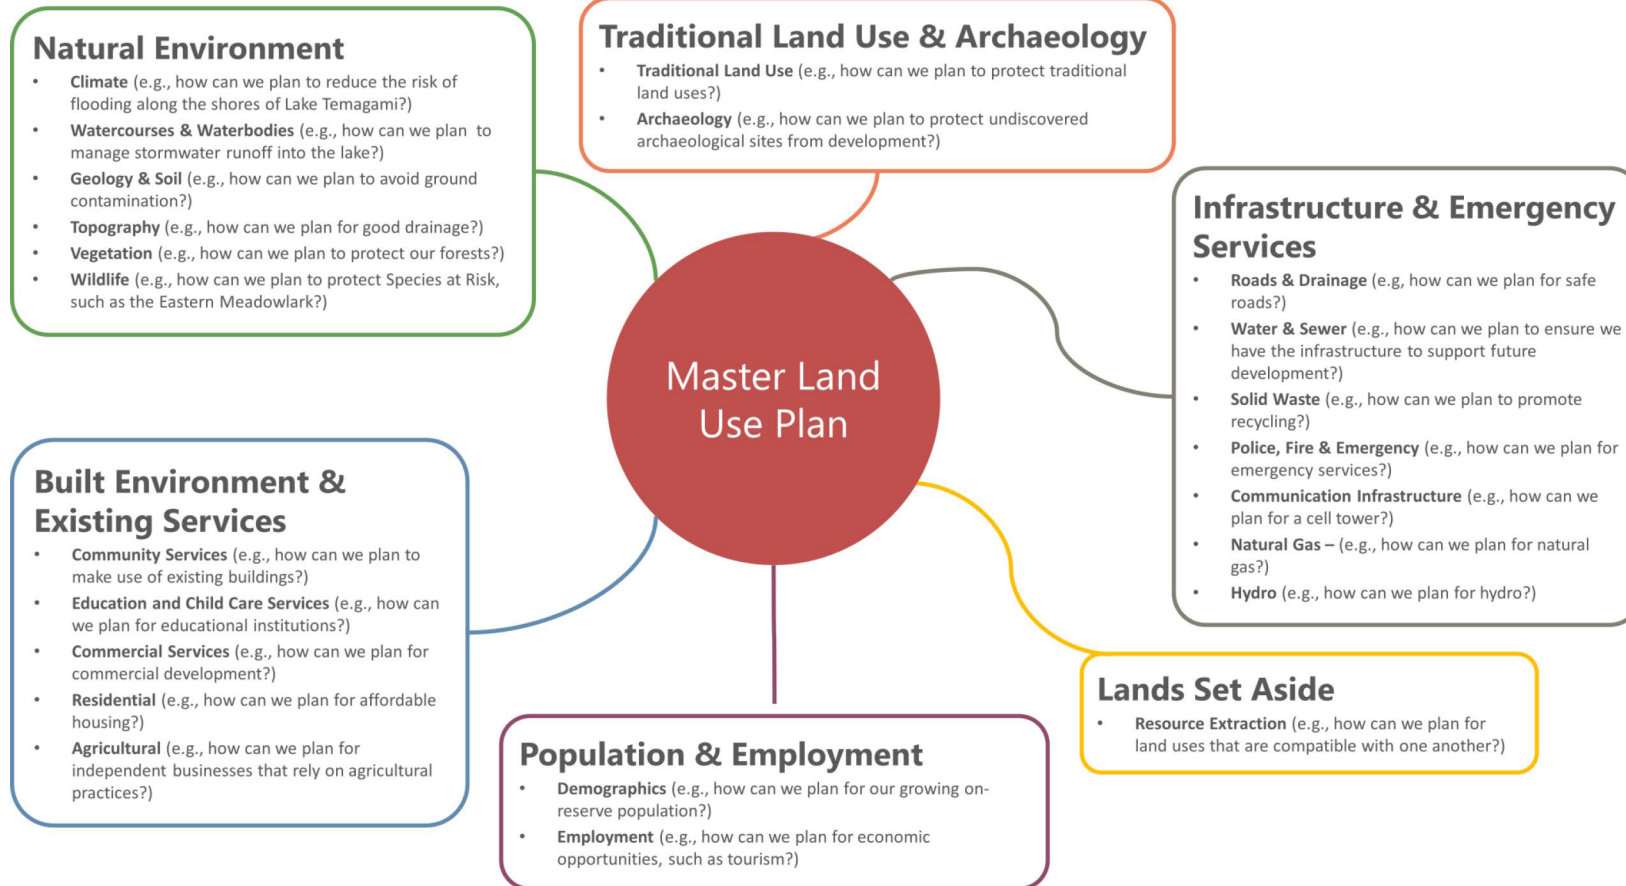 Natural Environment
• Climate (e.g., how can we plan to reduce the risk of
flooding along the shores of Lake Temagami?)
• Watercourses & Waterbodies (e.g., how can we plan to
manage stormwater runoff into the lake?)
• Geology & Soil (e.g., how can we plan to avoid ground
contamination?)
• Topography (e.g., how can we plan for good drainage?)
• Vegetation (e.g., how can we plan to protect our forests?)
• Wildlife (e.g., how can we plan to protect Species at Risk,
such as the Eastern Meadowlark?)
Traditional Land Use & Archaeology
• Traditional Land Use (e.g., how can we plan to protect traditional
land uses?)
• Archaeology (e.g., how can we plan to protect undiscovered
archaeological sites from development?)
Infrastructure & Emergency
Services
• Roads & Drainage (e.g, how can we plan for safe
roads?)
• Water & Sewer (e.g., how can we plan to ensure we
have the infrastructure to support future
development?)
• Solid Waste (e.g., how can we plan to promote
recycling?)
• Police, Fire & Emergency (e.g., how can we plan for
emergency services?)
• Communication Infrastructure (e.g., how can we
plan for a cell tower?)
• Natural Gas – (e.g., how can we plan for natural
gas?)
• Hydro (e.g., how can we plan for hydro?)
Master Land
Use Plan
Built Environment &
Existing Services
• Community Services (e.g., how can we plan to
make use of existing buildings?)
• Education and Child Care Services (e.g., how can
we plan for educational institutions?)
• Commercial Services (e.g., how can we plan for
commercial development?)
• Residential (e.g., how can we plan for affordable
housing?)
• Agricultural (e.g., how can we plan for
independent businesses that rely on agricultural
practices?)
Population & Employment
• Demographics (e.g., how can we plan for our growing on-
reserve population?)
• Employment (e.g., how can we plan for economic
opportunities, such as tourism?)
Lands Set Aside
• Resource Extraction (e.g., how can we plan for
land uses that are compatible with one another?)